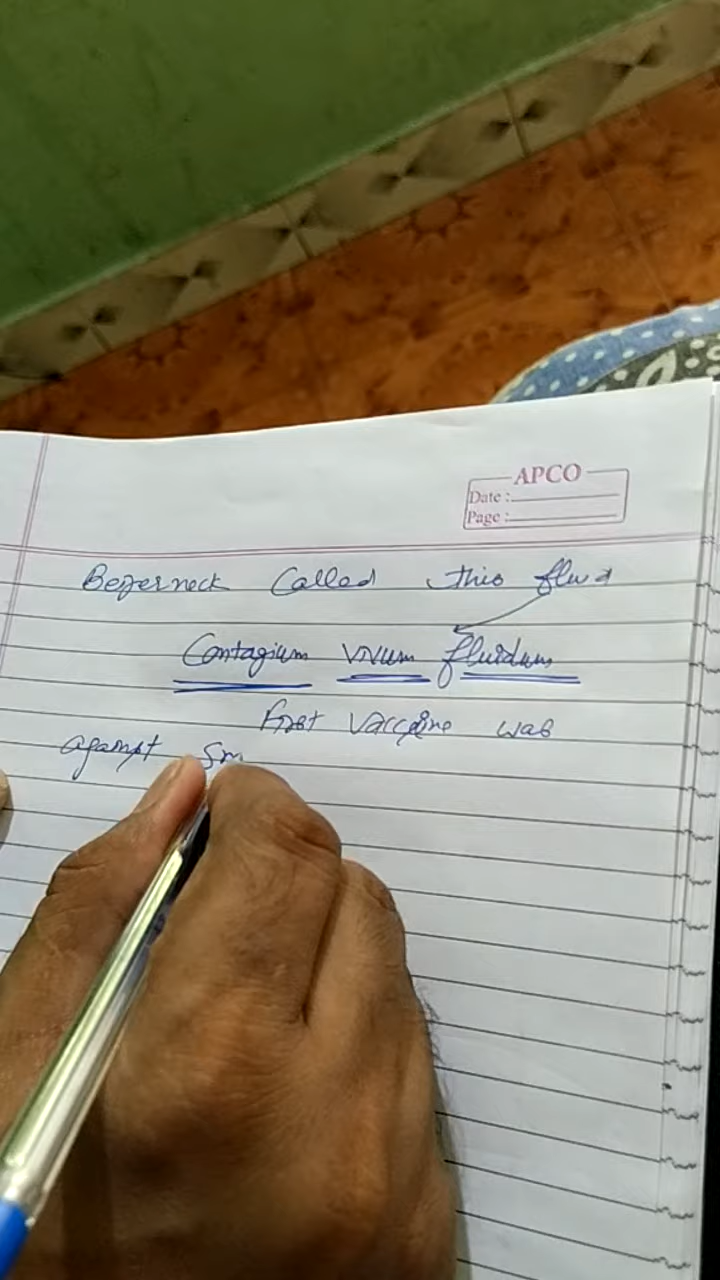 APCO
Date :
Page :
Bejerneck Called this fluid
Contagium vivum fluidum
First Vaccine was
against Sm